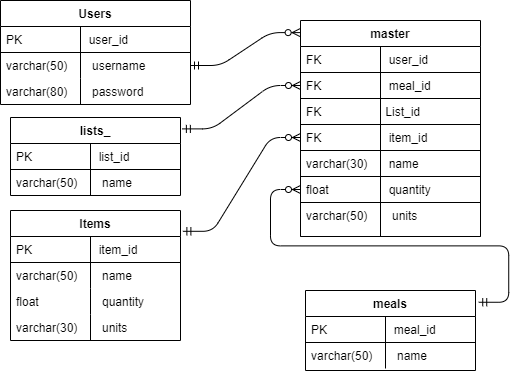 Users
PK user_id
varchar(50) username
varchar(80) password
lists_
PK list_id
varchar(50) name
Items
PK item_id
varchar(50) name
float quantity
varchar(30) units
master
FK user_id
FK meal_id
FK List_id
FK item_id
varchar(30) name
float quantity
varchar(50) units
meals
PK meal_id
varchar(50) name